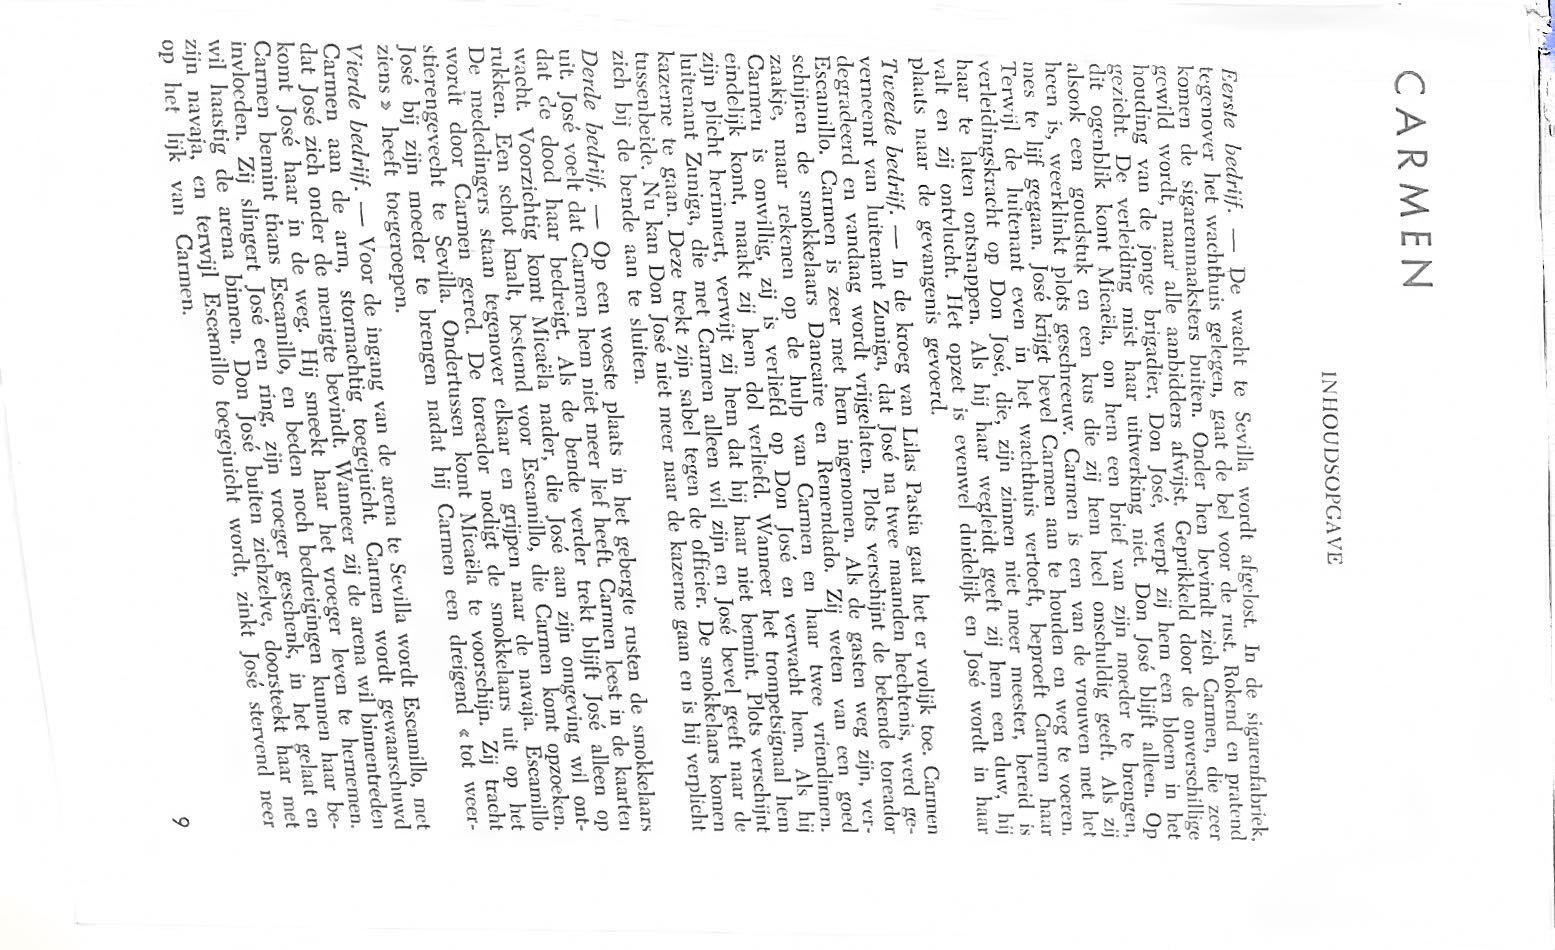 CARMEN
INHOUDSOPGAVE
Eerste bedrijf. — De wacht te Sevilla wordt afgelost. In de sigarenfabriek,
tegenover het wachthuis gelegen, gaat de bel voor de rust. Rokend en pratend
komen de sigarenmaaksters buiten. Onder hen bevindt zich Carmen, die zeer
gewild wordt, maar alle aanbidders afwijst. Geprikkeld door de onverschillige
houding van de jonge brigadier, Don José, werpt zij hem een bloem in het
gezicht. De verleiding mist haar uitwerking niet. Don José blijft alleen. Op
dit ogenblik komt Micaëla, om hem een brief van zijn moeder te brengen,
alsook een goudstuk en een kus die zij hem heel onschuldig geeft. Als zij
heen is, weerklinkt plots geschreeuw. Carmen is een van de vrouwen met het
mes te lijf gegaan. José krijgt bevel Carmen aan te houden en weg te voeren.
Terwijl de luitenant even in het wachthuis vertoeft, beproeft Carmen haar
verleidingskracht op Don José, die, zijn zinnen niet meer meester, bereid is
haar te laten ontsnappen. Als hij haar wegleidt geeft zij hem een duw, hij
valt en zij ontvlucht. Het opzet is evenwel duidelijk en José wordt in haar
plaats naar de gevangenis gevoerd.
Tweede bedrijf. — In de kroeg van Lilas Pastia gaat het er vrolijk toe. Carmen
verneemt van luitenant Zuniga, dat José na twee maanden hechtenis, werd ge-
degradeerd en vandaag wordt vrijgelaten. Plots verschijnt de bekende toreador
Escamillo. Carmen is zeer met hem ingenomen. Als de gasten weg zijn, ver-
schijnen de smokkelaars Dancaire en Remendado. Zij weten van een goed
zaakje, maar rekenen op de hulp van Carmen en haar twee vriendinnen.
Carmen is onwillig, zij is verliefd op Don José en verwacht hem. Als hij
eindelijk komt, maakt zij hem dol verliefd. Wanneer het trompetsignaal hem
zijn plicht herinnert, verwijt zij hem dat hij haar niet bemint. Plots verschijnt
luitenant Zuniga, die met Carmen alleen wil zijn en José bevel geeft naar de
kazerne te gaan. Deze trekt zijn sabel tegen de officier. De smokkelaars komen
tussenbeide. Nu kan Don José niet meer naar de kazerne gaan en is hij verplicht
zich bij de bende aan te sluiten.
Derde bedrijf. — Op een woeste plaats in het gebergte rusten de smokkelaars
uit. José voelt dat Carmen hem niet meer lief heeft. Carmen leest in de kaarten
dat de dood haar bedreigt. Als de bende verder trekt blijft José alleen op
wacht. Voorzichtig komt Micaëla nader, die José aan zijn omgeving wil ont-
rukken. Een schot knalt, bestemd voor Escamillo, die Carmen komt opzoeken.
De mededingers staan tegenover elkaar en grijpen naar de navaja. Escamillo
wordt door Carmen gered. De toreador nodigt de smokkelaars uit op het
stierengevecht te Sevilla. Ondertussen komt Micaëla te voorschijn. Zij tracht
José bij zijn moeder te brengen nadat hij Carmen een dreigend « tot weer-
ziens » heeft toegeroepen.
Vierde bedrijf. — Voor de ingang van de arena te Sevilla wordt Escamillo, met
Carmen aan de arm, stormachtig toegejuicht. Carmen wordt gewaarschuwd
dat José zich onder de menigte bevindt. Wanneer zij de arena wil binnentreden
komt José haar in de weg. Hij smeekt haar het vroeger leven te hernemen.
Carmen bemint thans Escamillo, en beden noch bedreigingen kunnen haar be-
invloeden. Zij slingert José een ring, zijn vroeger geschenk, in het gelaat en
wil haastig de arena binnen. Don José buiten zichzelve, doorsteekt haar met
zijn navaja, en terwijl Escamillo toegejuicht wordt, zinkt José stervend neer
op het lijk van Carmen.
9